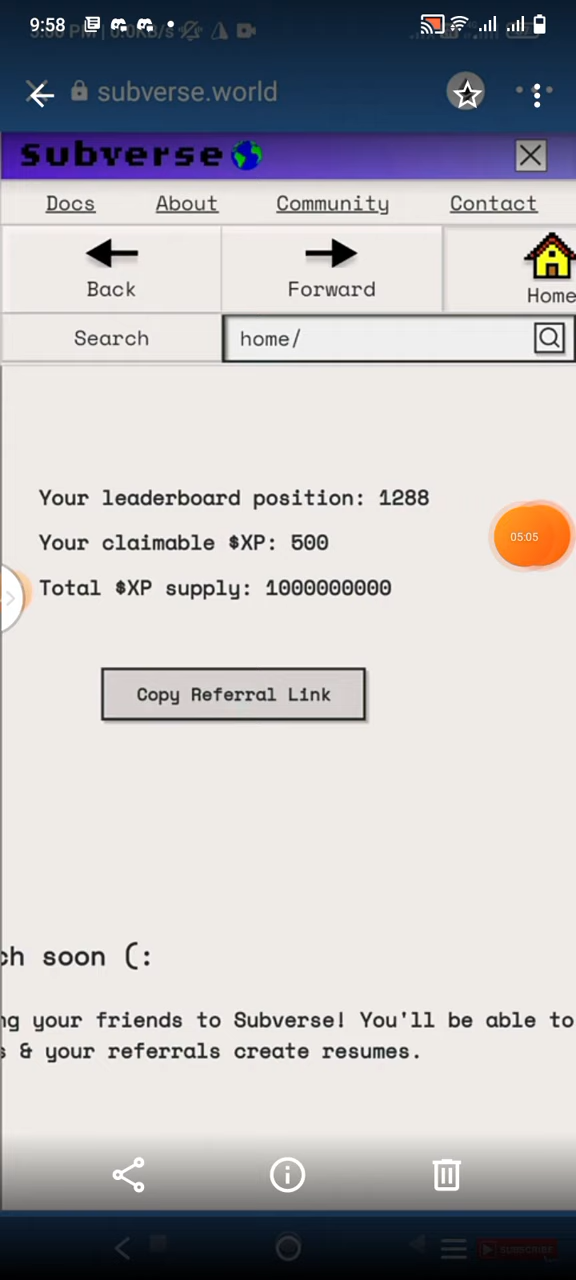 9:58
subverse.world
Subverse
Docs About Community Contact
Back Forward Home
Search home/
Your leaderboard position: 1288
Your claimable $XP: 500
05:05
Total $XP supply: 1000000000
Copy Referral Link
ch soon (:
ng your friends to Subverse! You'll be able to
s & your referrals create resumes.
SUBSCRIBE